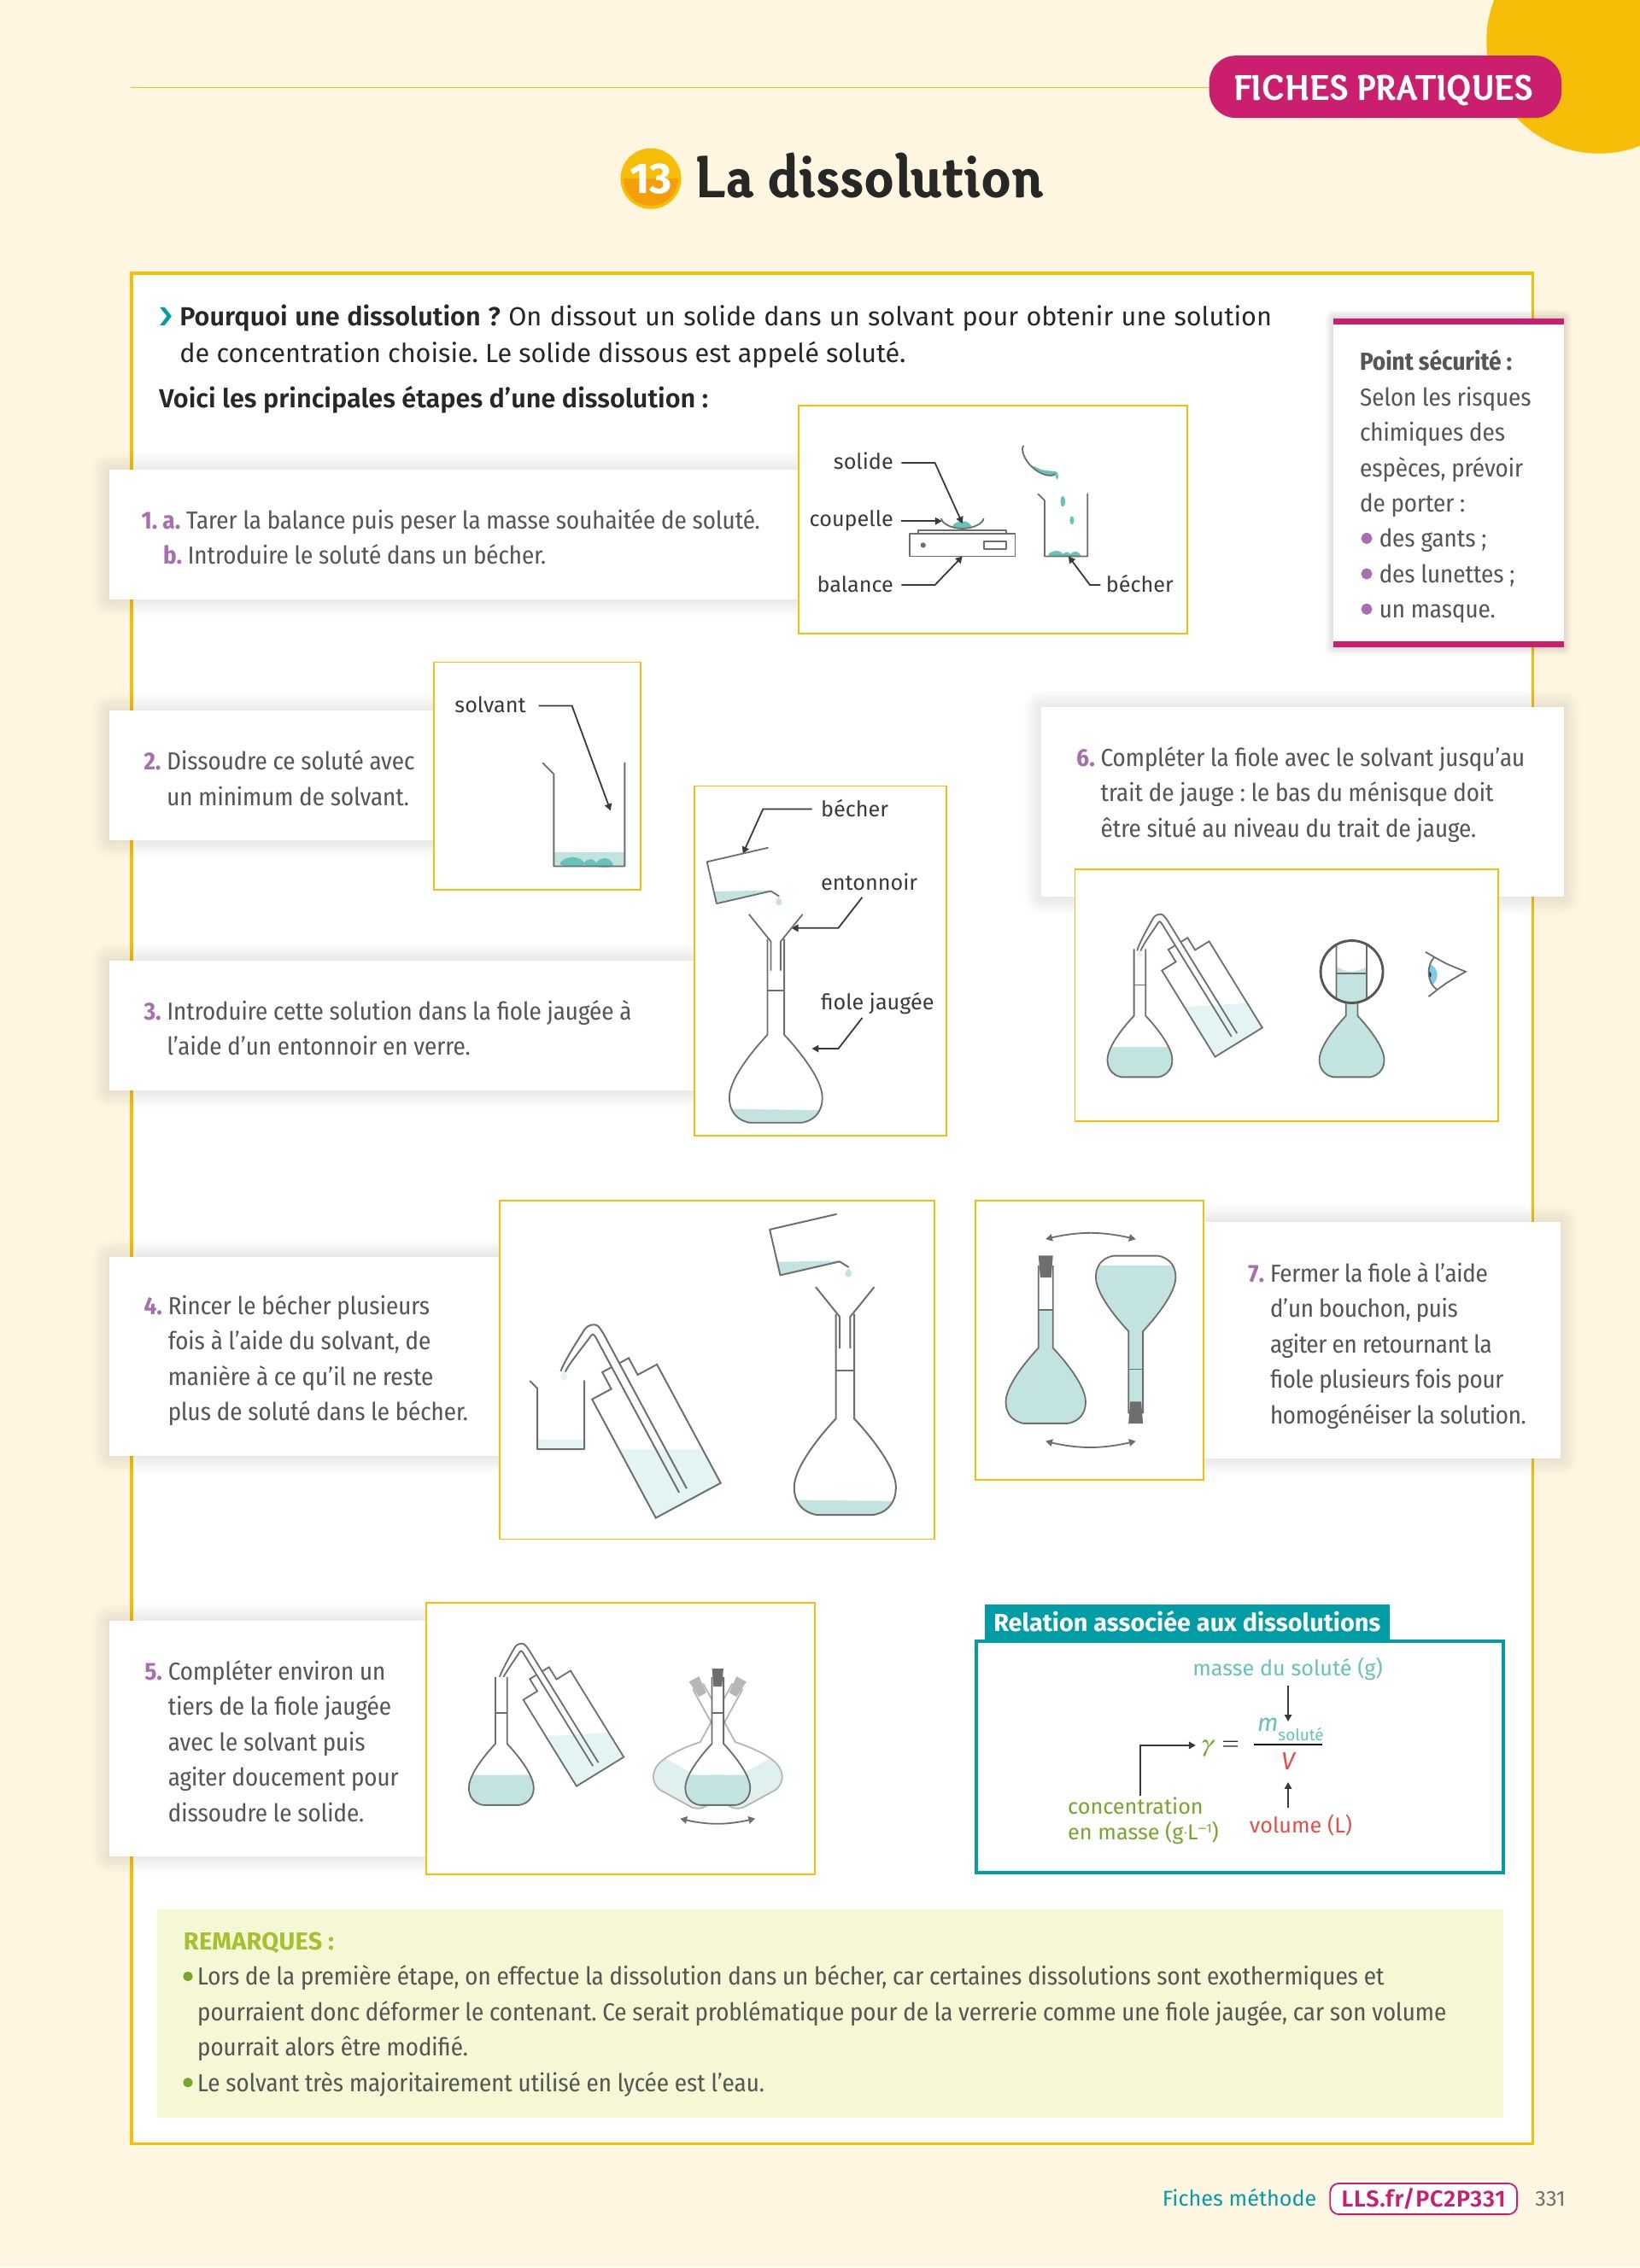 FICHES PRATIQUES
13 La dissolution
› Pourquoi une dissolution ? On dissout un solide dans un solvant pour obtenir une solution
de concentration choisie. Le solide dissous est appelé soluté.
Voici les principales étapes d’une dissolution :
Point sécurité :
Selon les risques
chimiques des
espèces, prévoir
de porter :
• des gants ;
• des lunettes ;
• un masque.
1. a. Tarer la balance puis peser la masse souhaitée de soluté.
b. Introduire le soluté dans un bécher.
solide
coupelle
balance
bécher
2. Dissoudre ce soluté avec
un minimum de solvant.
solvant
3. Introduire cette solution dans la fiole jaugée à
l’aide d’un entonnoir en verre.
bécher
entonnoir
fiole jaugée
4. Rincer le bécher plusieurs
fois à l’aide du solvant, de
manière à ce qu’il ne reste
plus de soluté dans le bécher.
5. Compléter environ un
tiers de la fiole jaugée
avec le solvant puis
agiter doucement pour
dissoudre le solide.
6. Compléter la fiole avec le solvant jusqu’au
trait de jauge : le bas du ménisque doit
être situé au niveau du trait de jauge.
7. Fermer la fiole à l’aide
d’un bouchon, puis
agiter en retournant la
fiole plusieurs fois pour
homogénéiser la solution.
Relation associée aux dissolutions
masse du soluté (g)
γ = m soluté / V
concentration
en masse (g·L⁻¹)
volume (L)
REMARQUES :
• Lors de la première étape, on effectue la dissolution dans un bécher, car certaines dissolutions sont exothermiques et
pourraient donc déformer le contenant. Ce serait problématique pour de la verrerie comme une fiole jaugée, car son volume
pourrait alors être modifié.
• Le solvant très majoritairement utilisé en lycée est l’eau.
Fiches méthode LLS.fr/PC2P331 331